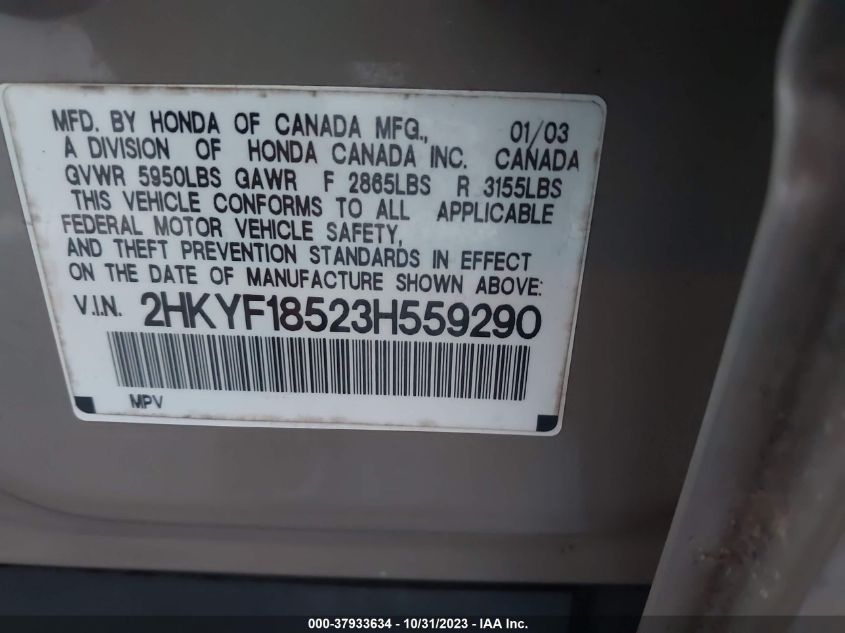 MFD. BY HONDA OF CANADA MFG., 01/03
A DIVISION OF HONDA CANADA INC. CANADA
GVWR 5950LBS GAWR F 2865LBS R 3155LBS
THIS VEHICLE CONFORMS TO ALL APPLICABLE
FEDERAL MOTOR VEHICLE SAFETY,
AND THEFT PREVENTION STANDARDS IN EFFECT
ON THE DATE OF MANUFACTURE SHOWN ABOVE:
V.I.N. 2HKYF18523H559290
MPV
000-37933634 - 10/31/2023 - IAA Inc.